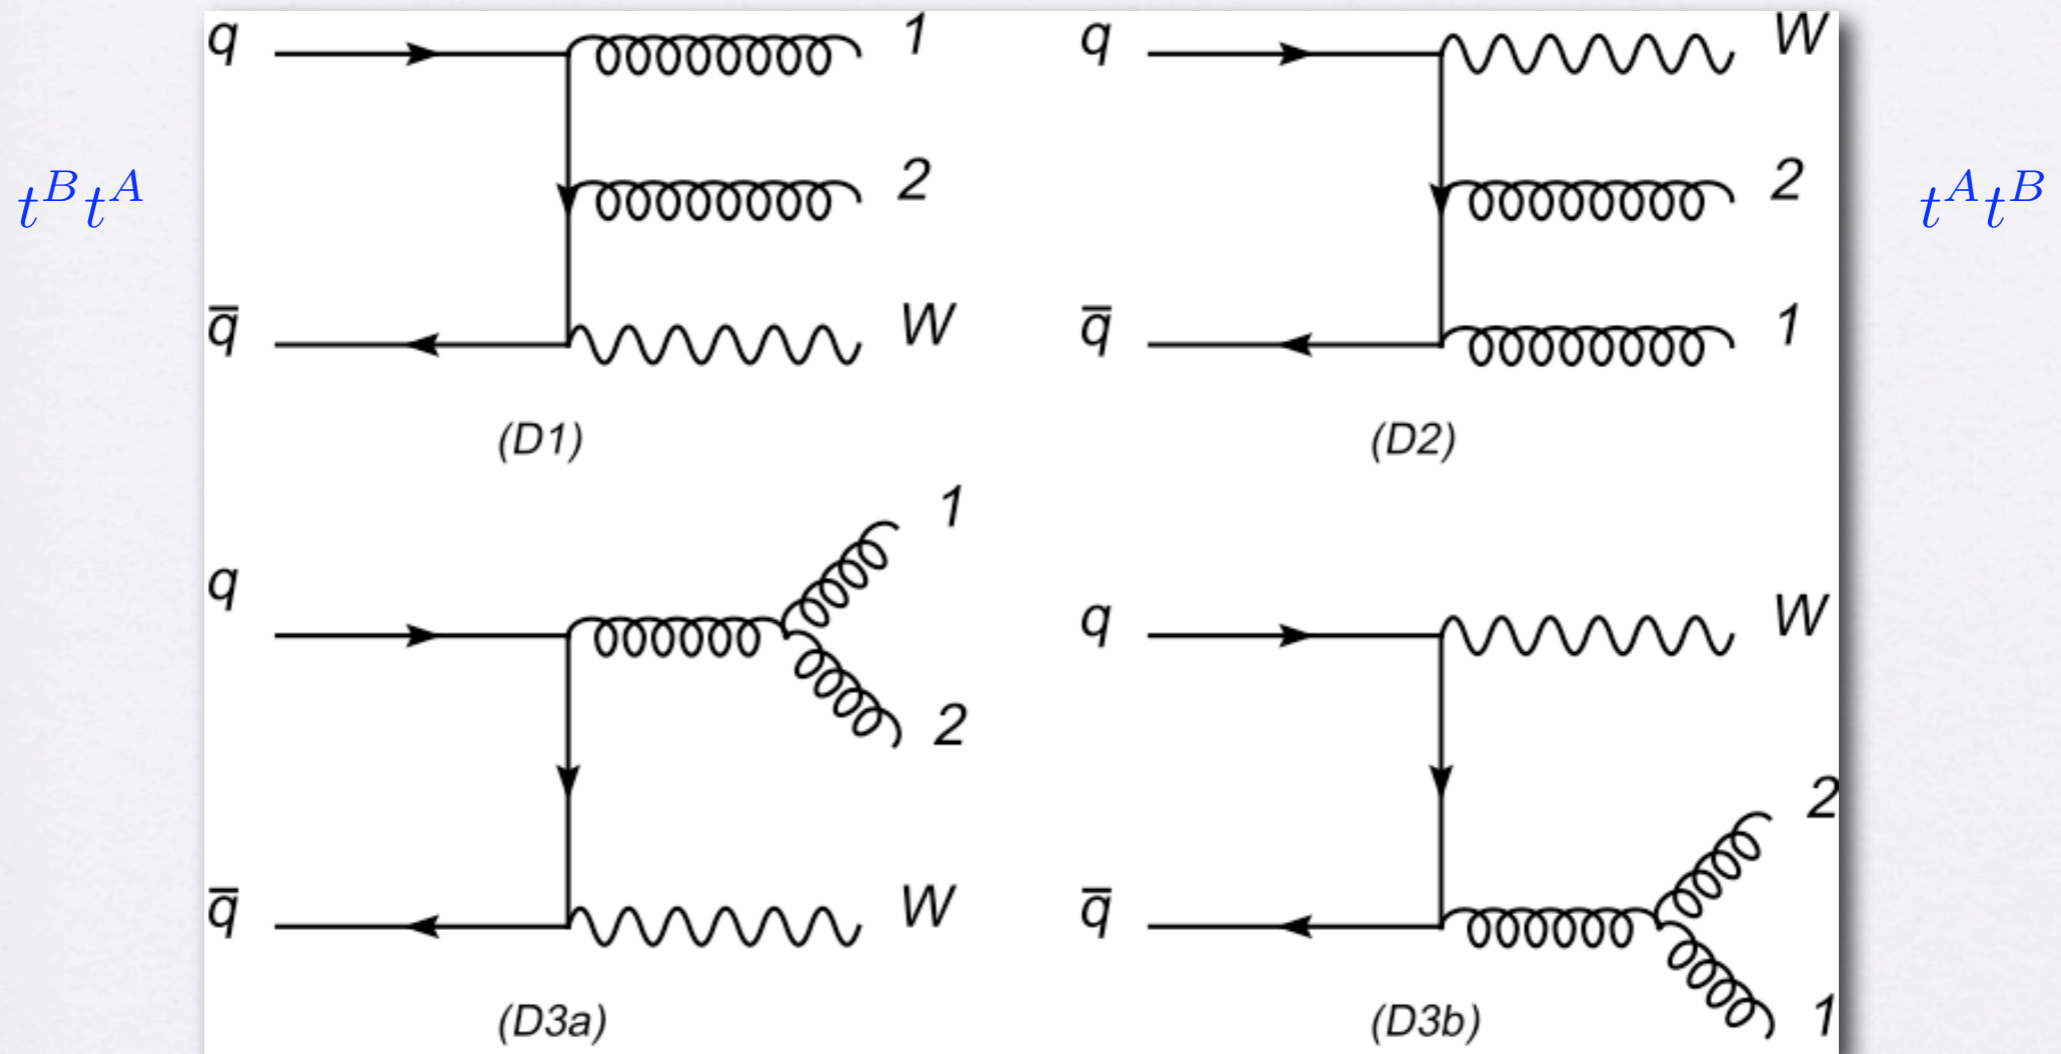 q 1 q W
t^B t^A 2 2 t^A t^B
q̅ W q̅ 1
(D1) (D2)
1
q q W
2 2
q̅ W q̅
(D3a) (D3b) 1